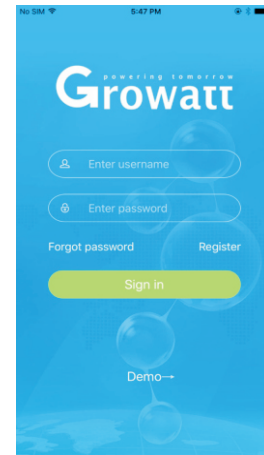 No SIM 5:47 PM
powering tomorrow
Growatt
Enter username
Enter password
Forgot password Register
Sign in
Demo→